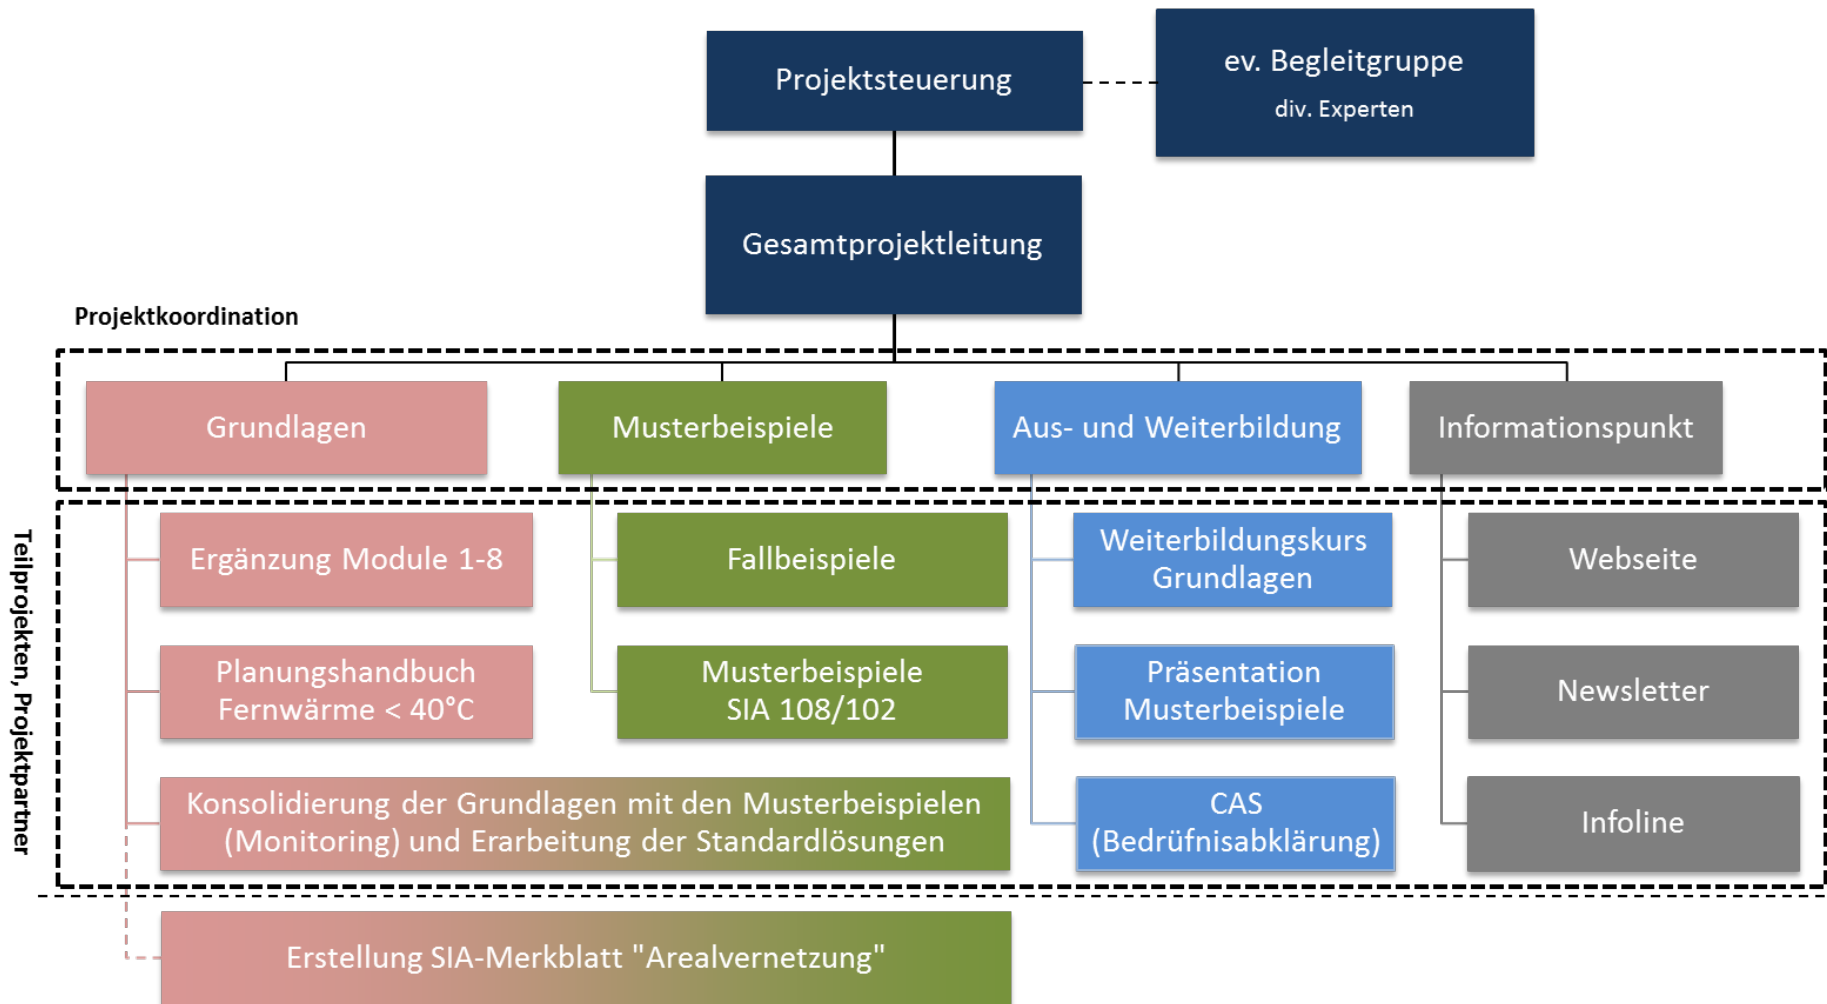 Projektsteuerung
ev. Begleitgruppe
div. Experten
Gesamtprojektleitung
Projektkoordination
Grundlagen
Musterbeispiele
Aus- und Weiterbildung
Informationspunkt
Teilprojekten, Projektpartner
Ergänzung Module 1-8
Fallbeispiele
Weiterbildungskurs
Grundlagen
Webseite
Planungshandbuch
Fernwärme < 40°C
Musterbeispiele
SIA 108/102
Präsentation
Musterbeispiele
Newsletter
Konsolidierung der Grundlagen mit den Musterbeispielen
(Monitoring) und Erarbeitung der Standardlösungen
CAS
(Bedrüfnisabklärung)
Infoline
Erstellung SIA-Merkblatt "Arealvernetzung"